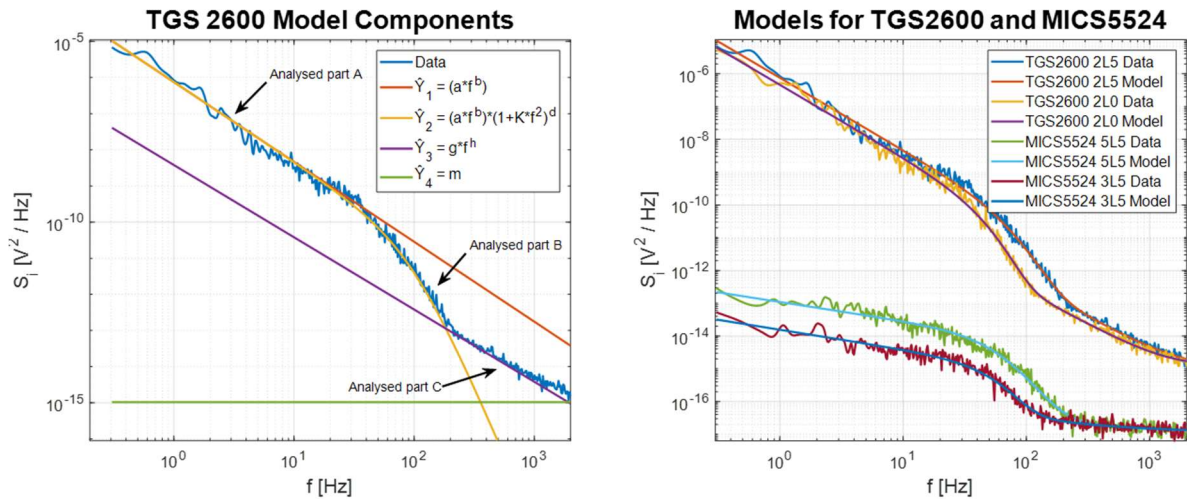 TGS 2600 Model Components
10^-5
10^-10
10^-15
S_i [V^2 / Hz]
10^0
10^1
10^2
10^3
f [Hz]
Analysed part A
Analysed part B
Analysed part C
Data
Ŷ_1 = (a*f^b)
Ŷ_2 = (a*f^b)*(1+K*f^2)^d
Ŷ_3 = g*f^h
Ŷ_4 = m
Models for TGS2600 and MICS5524
10^-6
10^-8
10^-10
10^-12
10^-14
10^-16
S_i [V^2 / Hz]
10^0
10^1
10^2
10^3
f [Hz]
TGS2600 2L5 Data
TGS2600 2L5 Model
TGS2600 2L0 Data
TGS2600 2L0 Model
MICS5524 5L5 Data
MICS5524 5L5 Model
MICS5524 3L5 Data
MICS5524 3L5 Model